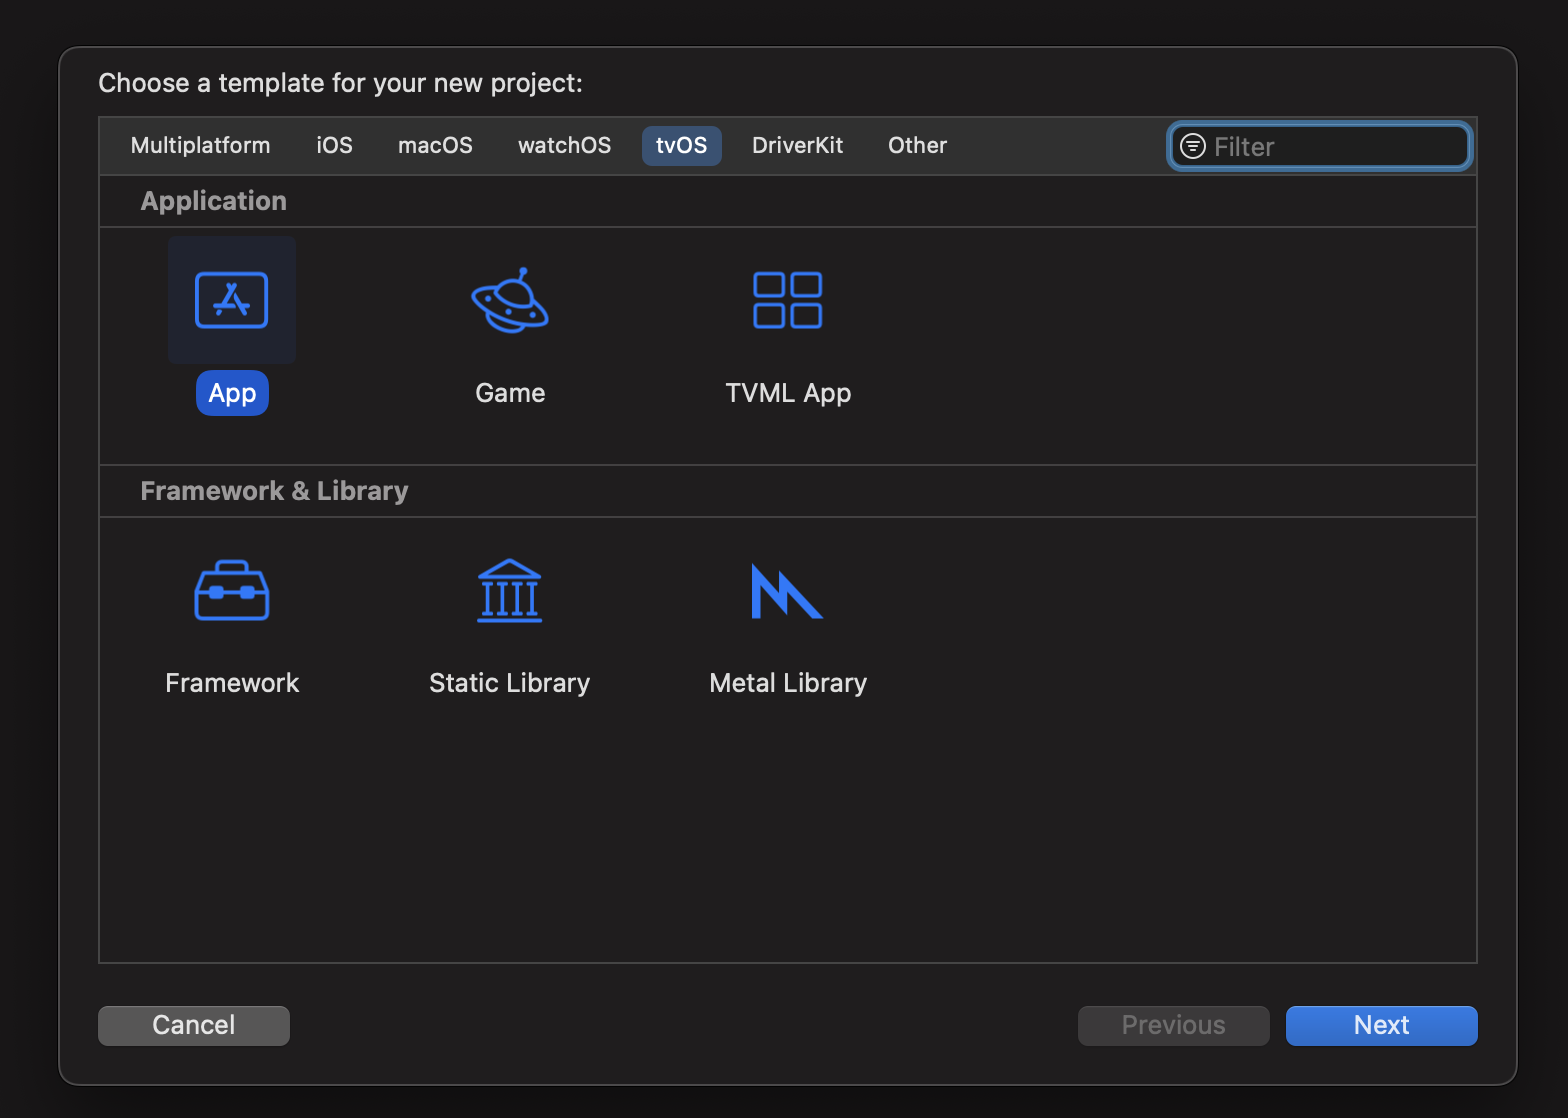 Choose a template for your new project:
Multiplatform iOS macOS watchOS tvOS DriverKit Other Filter
Application
App Game TVML App
Framework & Library
Framework Static Library Metal Library
Cancel Previous Next